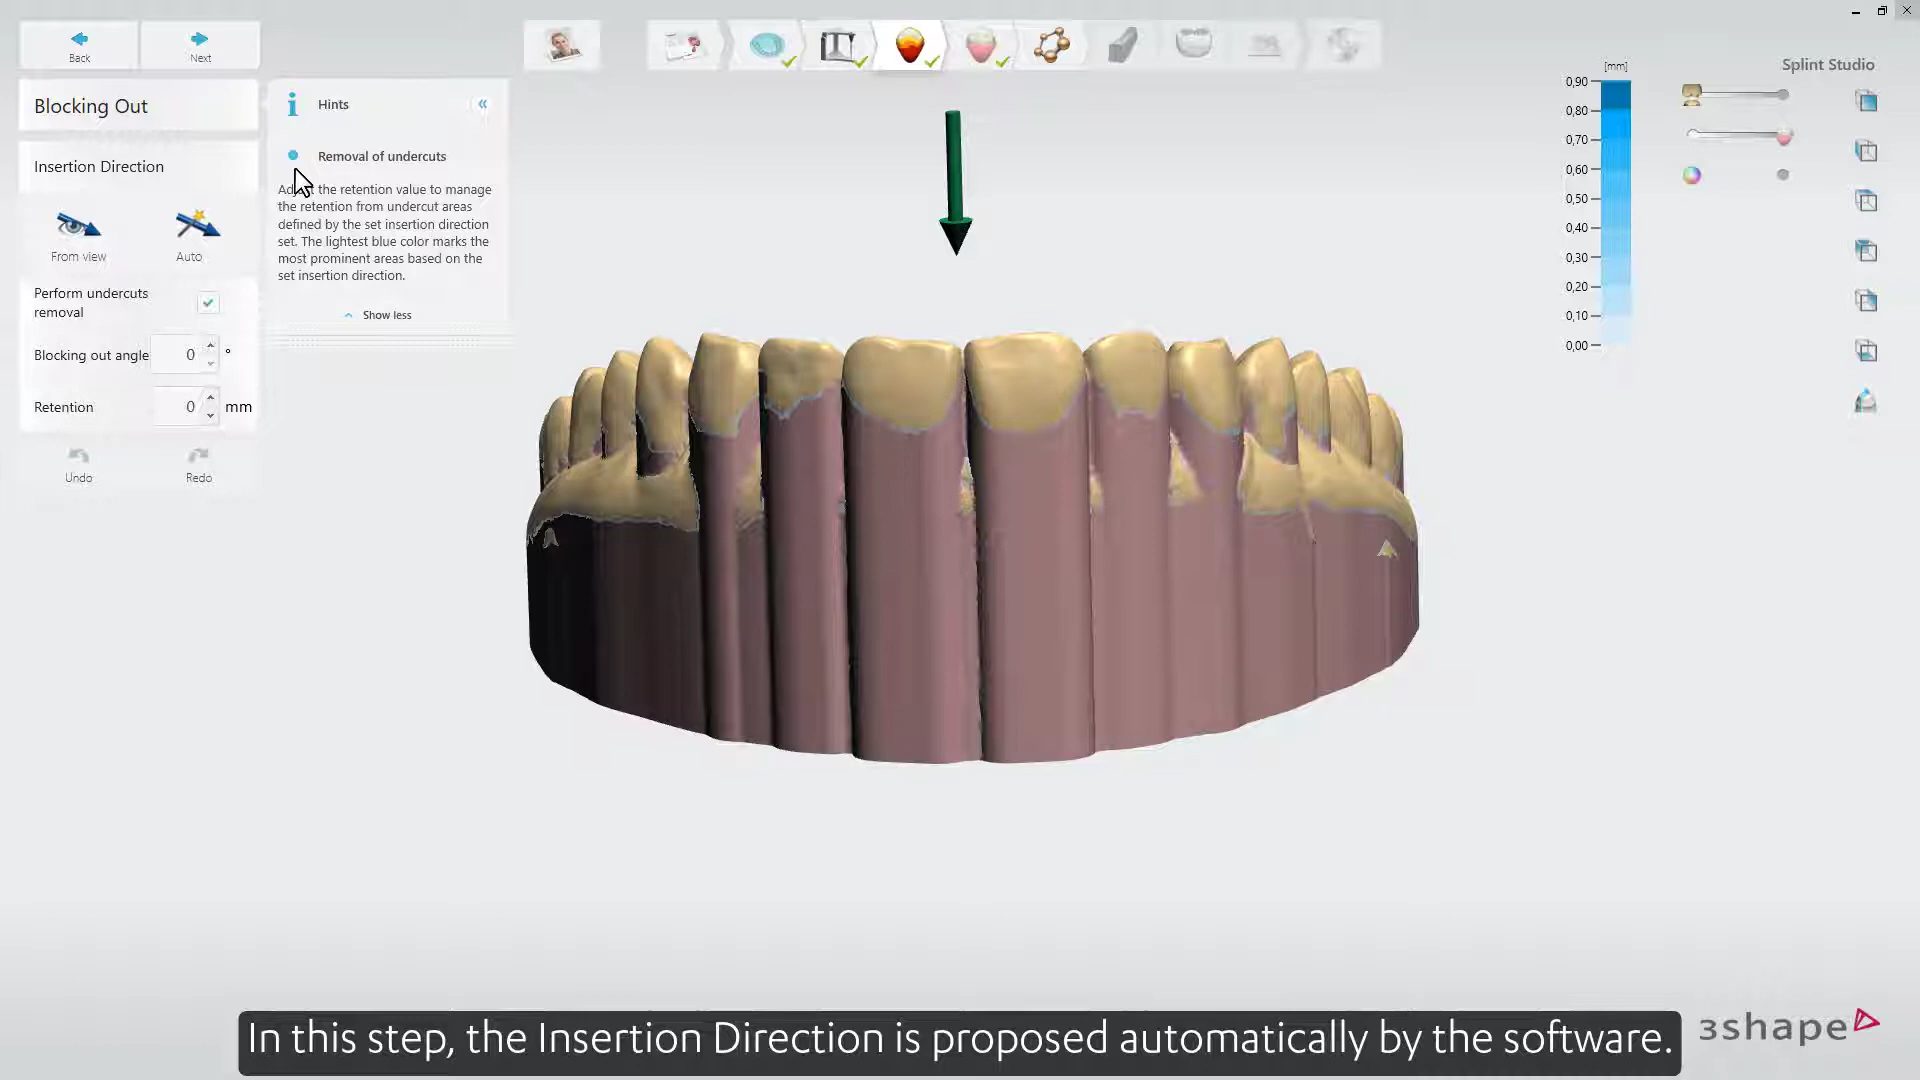 Back
Next
Blocking Out
Insertion Direction
From view
Auto
Perform undercuts
removal
Blocking out angle
0
°
Retention
0
mm
Undo
Redo
Hints
Removal of undercuts
the retention value to manage
the retention from undercut areas
defined by the set insertion direction
set. The lightest blue color marks the
most prominent areas based on the
set insertion direction.
Show less
[mm]
0,90
0,80
0,70
0,60
0,50
0,40
0,30
0,20
0,10
0,00
Splint Studio
In this step, the Insertion Direction is proposed automatically by the software.
3shape